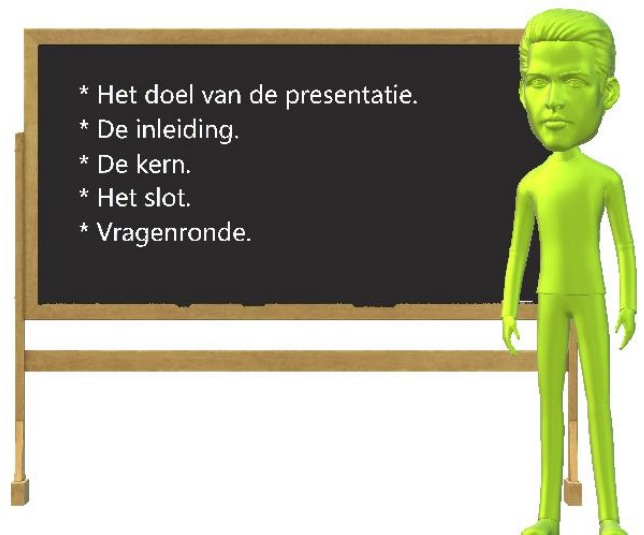 * Het doel van de presentatie.
* De inleiding.
* De kern.
* Het slot.
* Vragenronde.